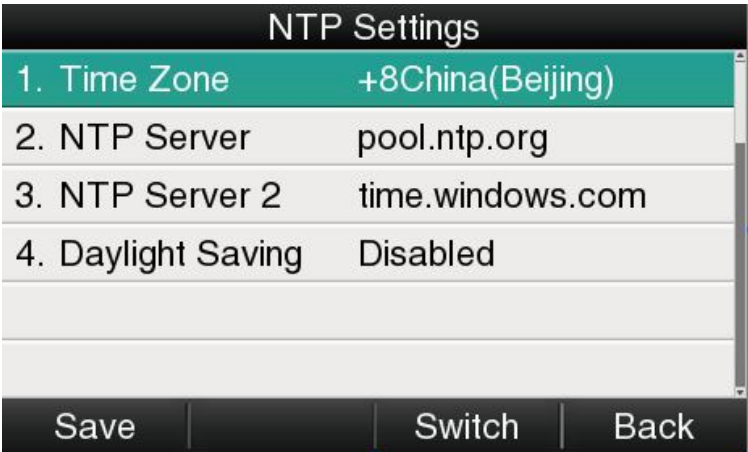 NTP Settings
1. Time Zone +8China(Beijing)
2. NTP Server pool.ntp.org
3. NTP Server 2 time.windows.com
4. Daylight Saving Disabled
Save Switch Back